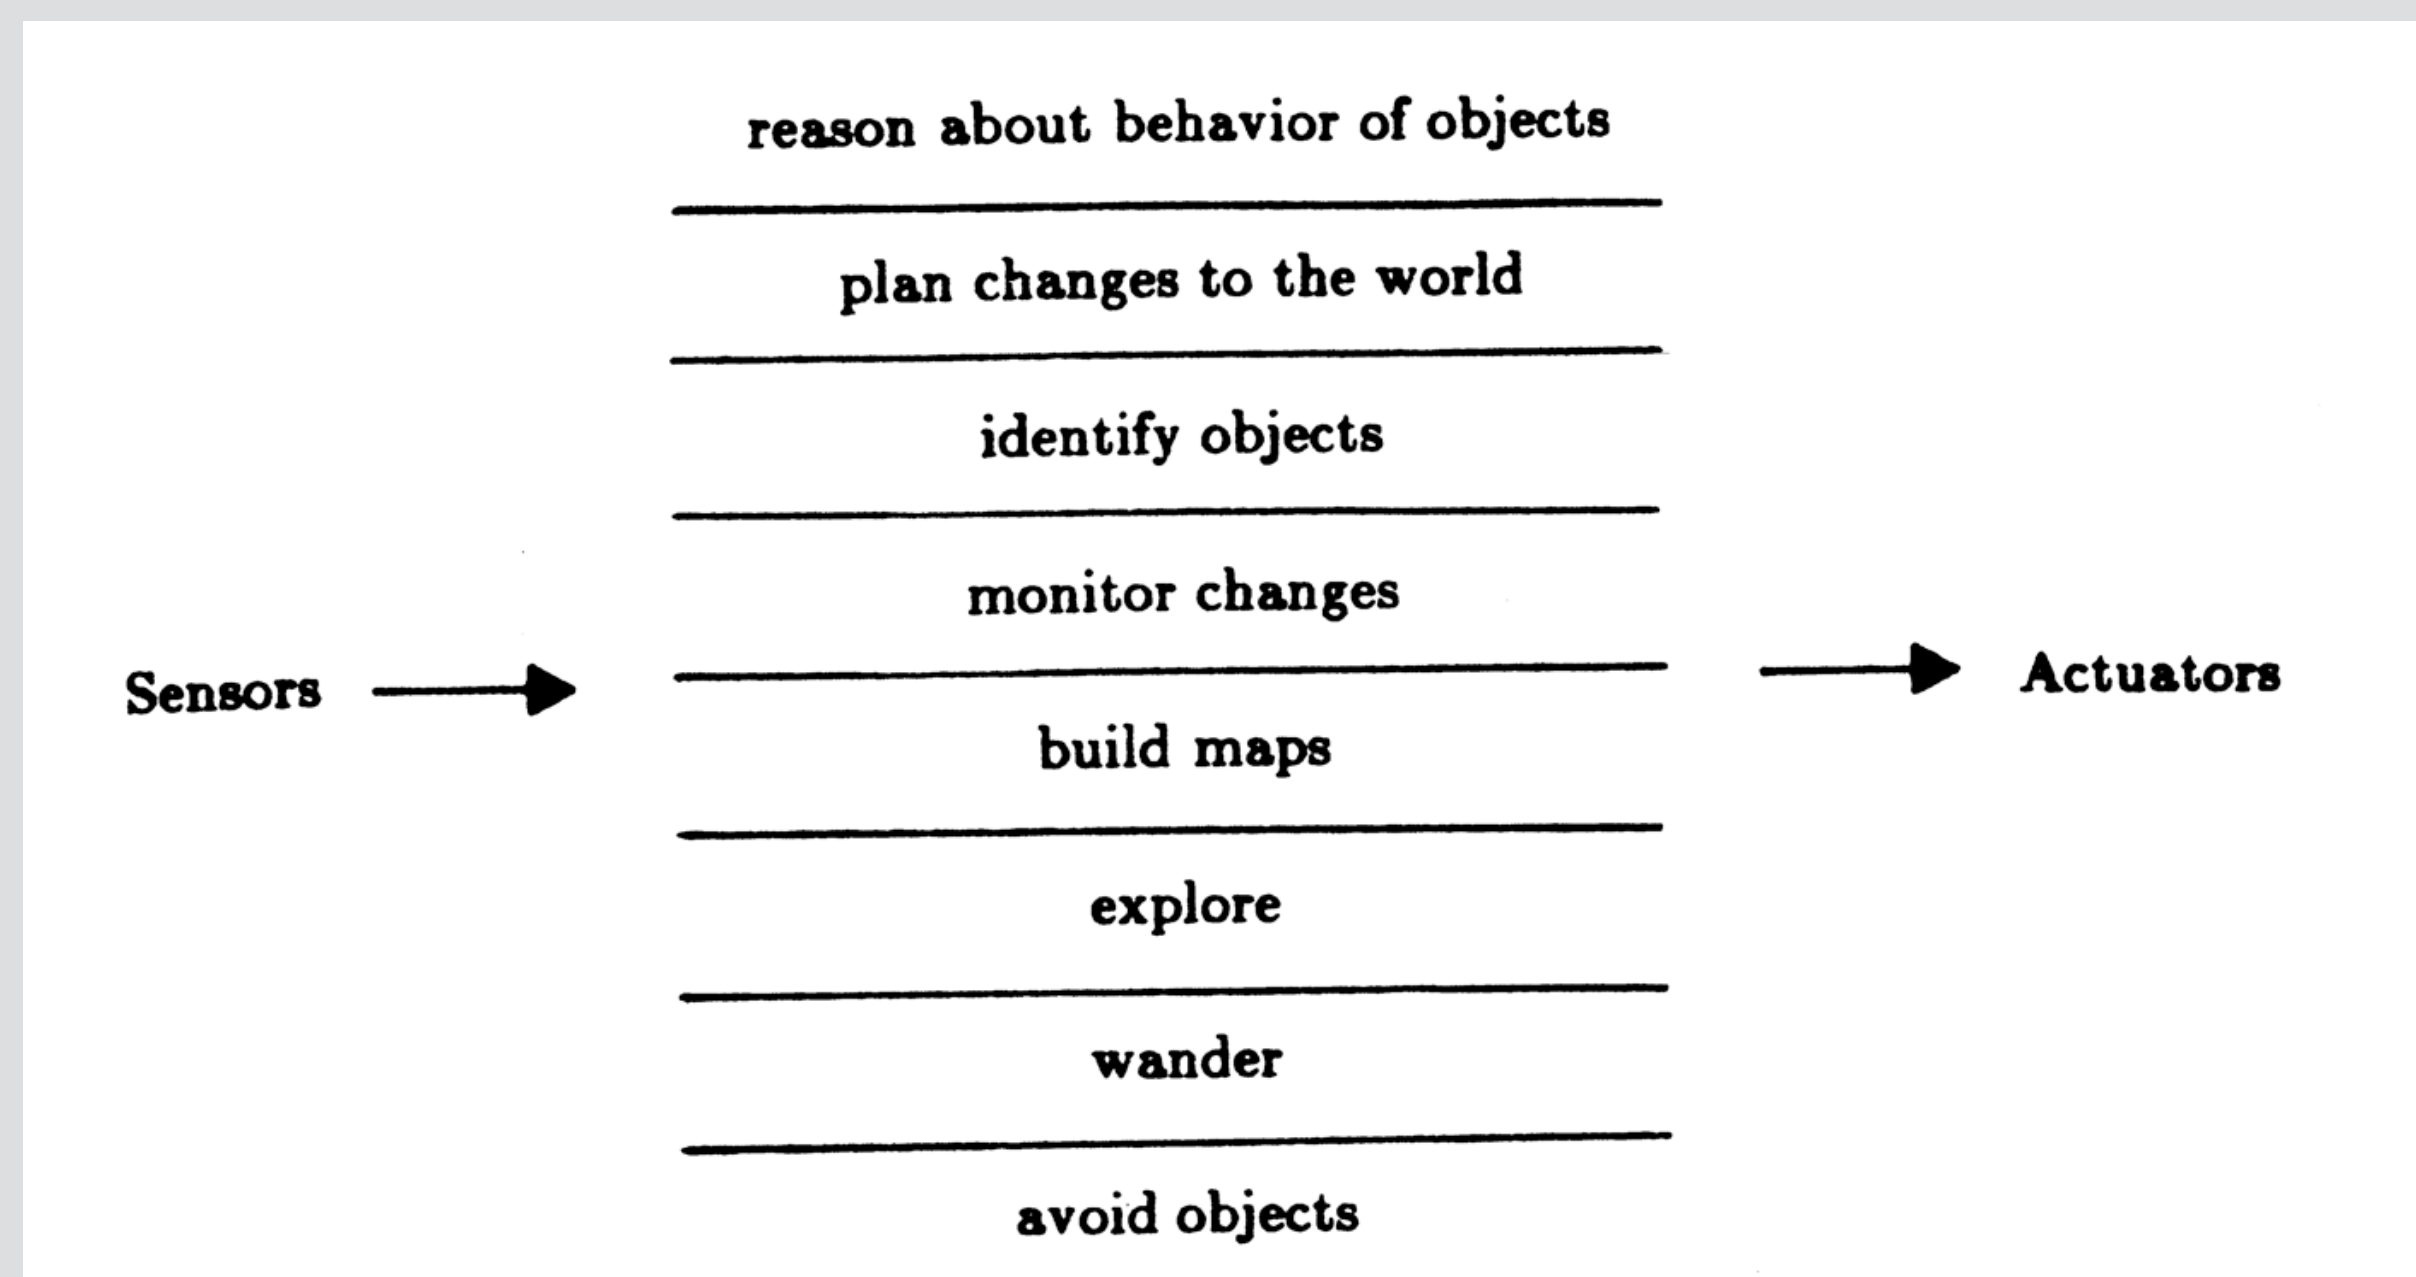 reason about behavior of objects
plan changes to the world
identify objects
monitor changes
Sensors
Actuators
build maps
explore
wander
avoid objects